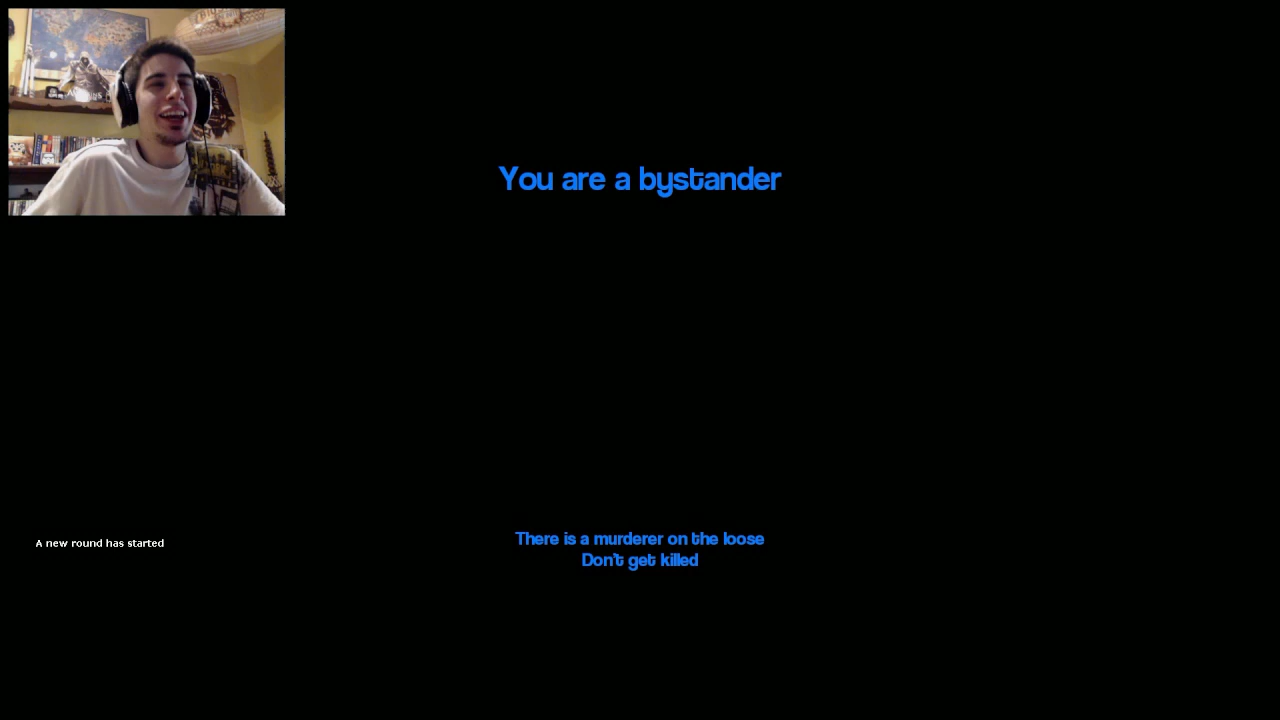 You are a bystander
A new round has started
There is a murderer on the loose
Don't get killed